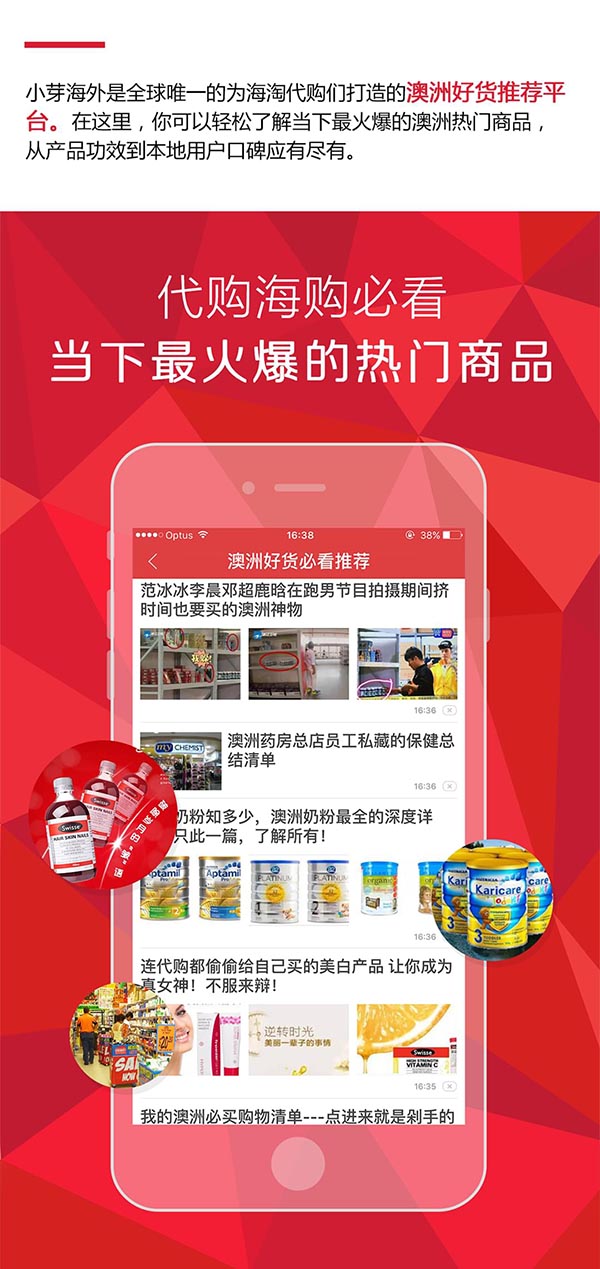 小芽海外是全球唯一的为海淘代购们打造的澳洲好货推荐平
台。在这里，你可以轻松了解当下最火爆的澳洲热门商品，
从产品功效到本地用户口碑应有尽有。
代购海购必看
当下最火爆的热门商品
Optus
16:38
38%
澳洲好货必看推荐
范冰冰李晨邓超鹿晗在跑男节目拍摄期间挤
时间也要买的澳洲神物
16:36
my CHEMIST
澳洲药房总店员工私藏的保健总
结清单
16:36
Swisse
HAIR SKIN NAILS
奶粉知多少，澳洲奶粉最全的深度详
只此一篇，了解所有！
Aptamil
Aptamil
PLATINUM
PLATINUM
organic
16:36
Karicare
Toddler
3
连代购都偷偷给自己买的美白产品 让你成为
真女神！不服来辩！
逆转时光
美丽一辈子的事情
Swisse
HIGH STRENGTH
VITAMIN C
16:35
SALE
NOW
我的澳洲必买购物清单---点进来就是剁手的